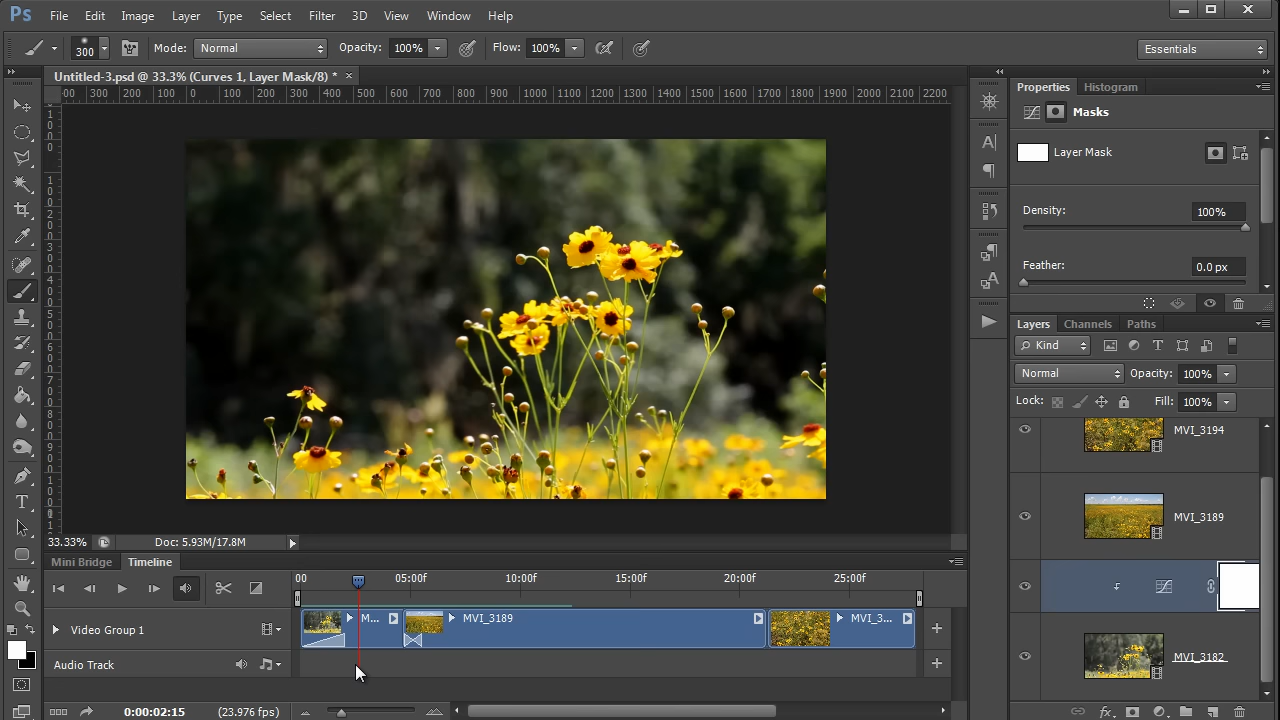 Ps File Edit Image Layer Type Select Filter 3D View Window Help
300 Mode: Normal Opacity: 100% Flow: 100% Essentials
Untitled-3.psd @ 33.3% (Curves 1, Layer Mask/8) * ×
00 300 200 100 0 100 200 300 400 500 600 700 800 900 1000 1100 1200 1300 1400 1500 1600 1700 1800 1900 2000 2100 2200
Properties Histogram
Masks
Layer Mask
Density: 100%
Feather: 0.0 px
Layers Channels Paths
Kind
Normal Opacity: 100%
Lock: Fill: 100%
MVI_3194
MVI_3189
MVI_3182
33.33% Doc: 5.93M/17.8M
Mini Bridge Timeline
00 05:00f 10:00f 15:00f 20:00f 25:00f
Video Group 1 M... MVI_3189 MVI_3...
Audio Track
0:00:02:15 (23.976 fps)